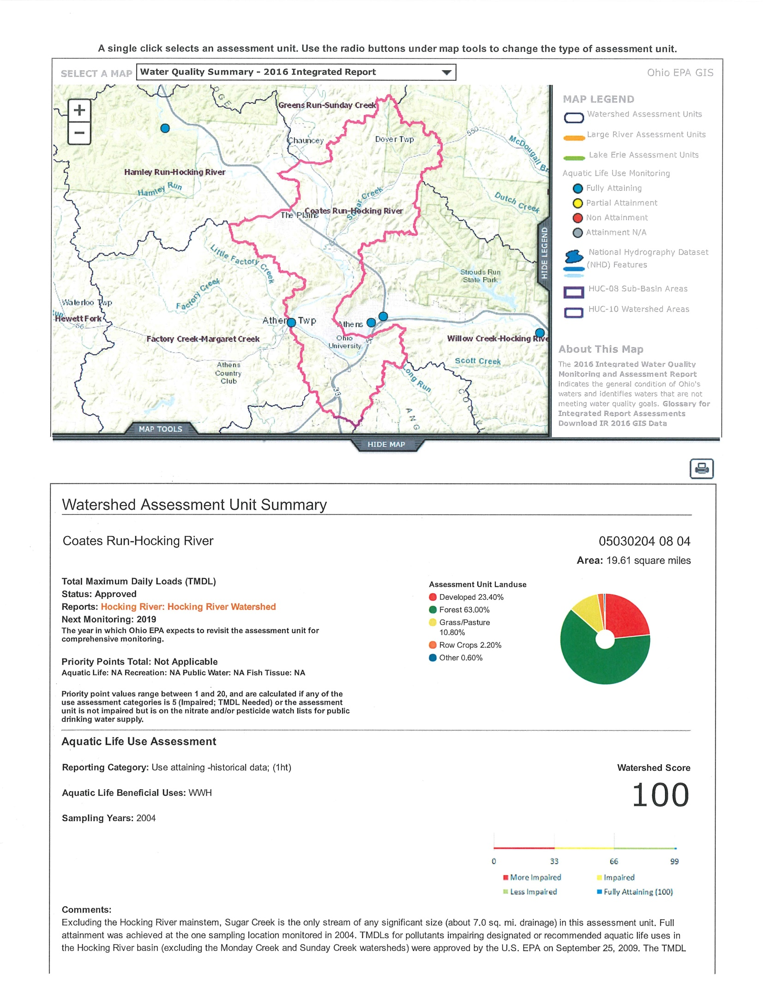 A single click selects an assessment unit. Use the radio buttons under map tools to change the type of assessment unit.
SELECT A MAP
Water Quality Summary - 2016 Integrated Report
Ohio EPA GIS
+
−
DGE
Greens Run-Sunday Creek
Chauncey
Dover Twp
550
McDougall Br
Hamley Run-Hocking River
Hamley Run
Sugar Creek
Dutch Creek
The Plains
Coates Run-Hocking River
Little Factory Creek
Factory Creek
Strouds Run
State Park
Waterloo Twp
Run
Hewett Fork
56
Athen
Twp
Athens
Factory Creek-Margaret Creek
Ohio
University
Willow Creek-Hocking Rive
Scott Creek
Athens
Country
Club
Long Run
33
ANG
MAP TOOLS
HIDE MAP
HIDE LEGEND
MAP LEGEND
Watershed Assessment Units
Large River Assessment Units
Lake Erie Assessment Units
Aquatic Life Use Monitoring
Fully Attaining
Partial Attainment
Non Attainment
Attainment N/A
National Hydrography Dataset
(NHD) Features
HUC-08 Sub-Basin Areas
HUC-10 Watershed Areas
About This Map
The 2016 Integrated Water Quality
Monitoring and Assessment Report
indicates the general condition of Ohio's
waters and identifies waters that are not
meeting water quality goals. Glossary for
Integrated Report Assessments
Download IR 2016 GIS Data
Watershed Assessment Unit Summary
Coates Run-Hocking River
05030204 08 04
Area: 19.61 square miles
Total Maximum Daily Loads (TMDL)
Status: Approved
Reports: Hocking River: Hocking River Watershed
Next Monitoring: 2019
The year in which Ohio EPA expects to revisit the assessment unit for
comprehensive monitoring.
Priority Points Total: Not Applicable
Aquatic Life: NA Recreation: NA Public Water: NA Fish Tissue: NA
Priority point values range between 1 and 20, and are calculated if any of the
use assessment categories is 5 (Impaired; TMDL Needed) or the assessment
unit is not impaired but is on the nitrate and/or pesticide watch lists for public
drinking water supply.
Assessment Unit Landuse
Developed 23.40%
Forest 63.00%
Grass/Pasture
10.80%
Row Crops 2.20%
Other 0.60%
Aquatic Life Use Assessment
Reporting Category: Use attaining -historical data; (1ht)
Aquatic Life Beneficial Uses: WWH
Sampling Years: 2004
Watershed Score
100
0 33 66 99
More Impaired
Impaired
Less Impaired
Fully Attaining (100)
Comments:
Excluding the Hocking River mainstem, Sugar Creek is the only stream of any significant size (about 7.0 sq. mi. drainage) in this assessment unit. Full
attainment was achieved at the one sampling location monitored in 2004. TMDLs for pollutants impairing designated or recommended aquatic life uses in
the Hocking River basin (excluding the Monday Creek and Sunday Creek watersheds) were approved by the U.S. EPA on September 25, 2009. The TMDL